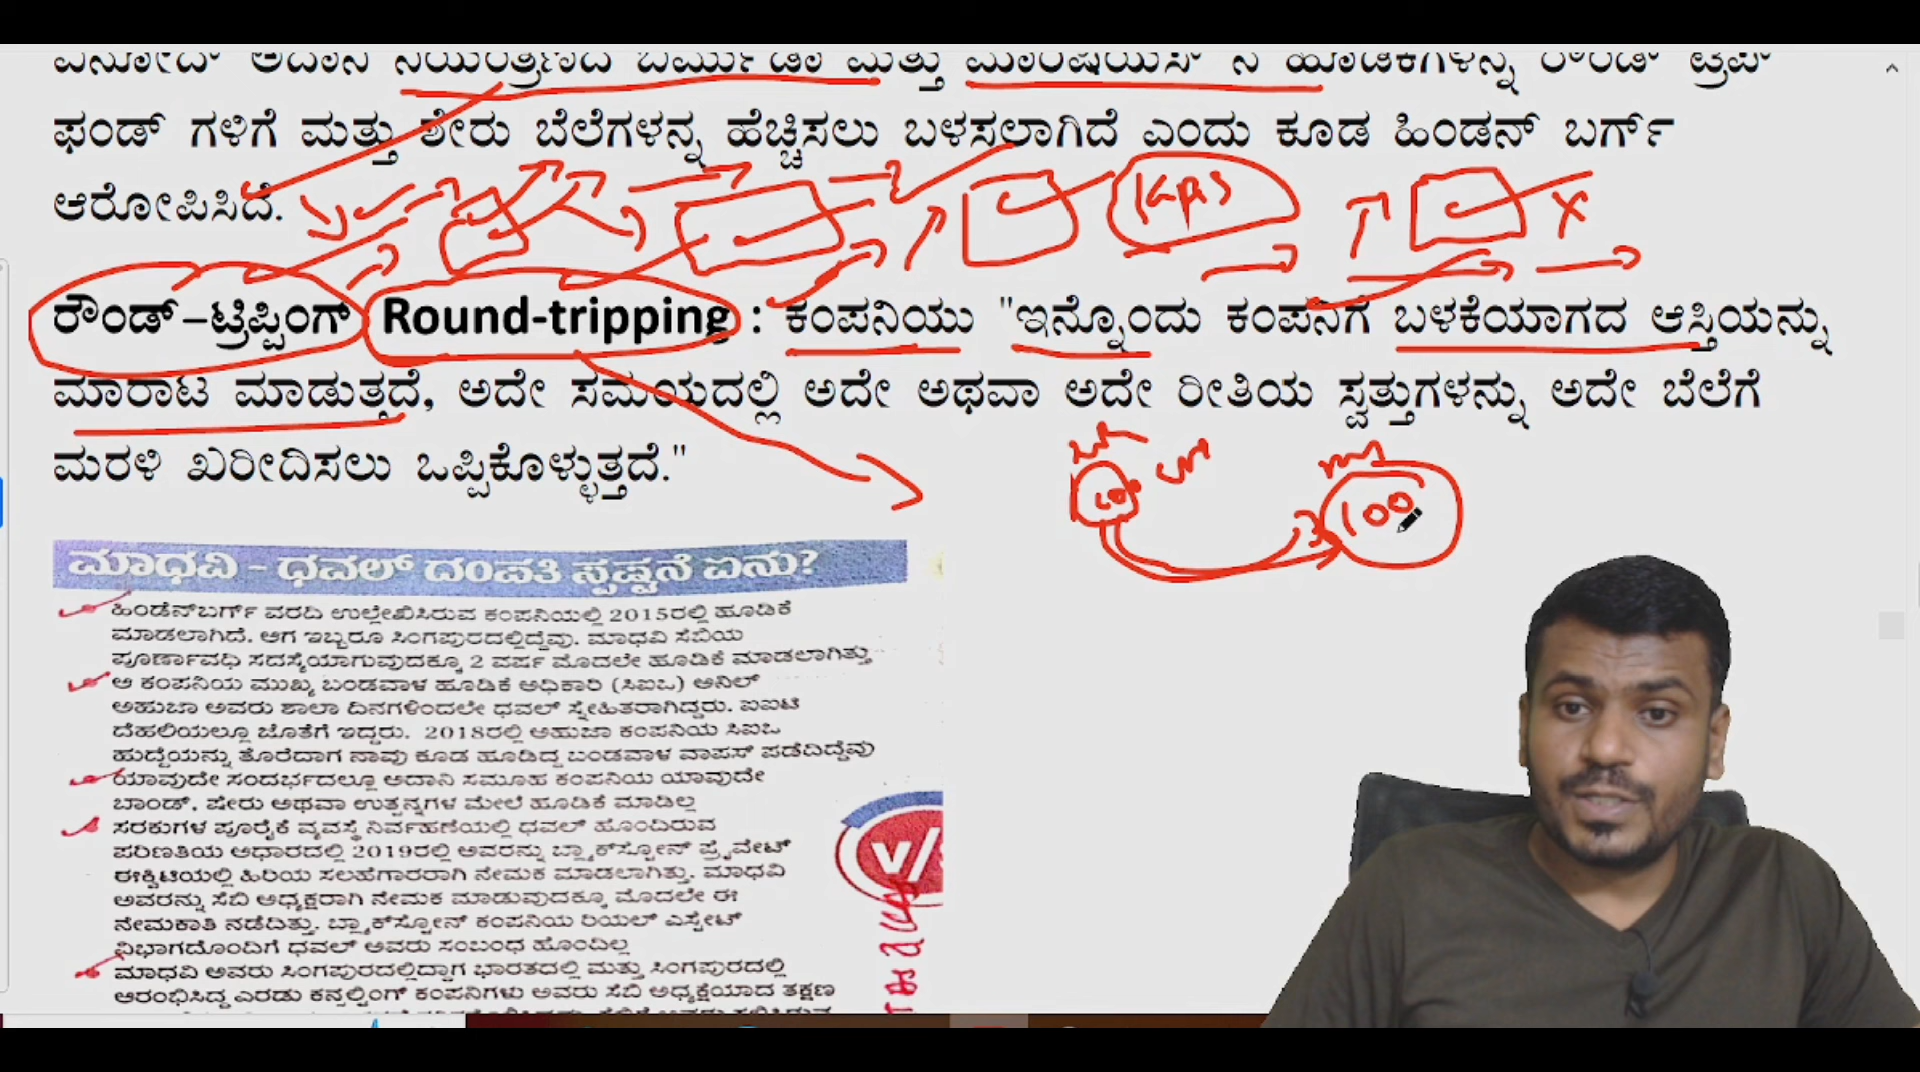 ವಿನೋದ್ ಅದಾನಿ ನಿಯಂತ್ರಣದ ಬರ್ಮುಡಾ ಮತ್ತು ಮಾರಿಷಿಯಸ್ ನ ಹೂಡಿಕೆಗಳನ್ನ ರೌಂಡ್ ಟ್ರಿಪ್
ಫಂಡ್ ಗಳಿಗೆ ಮತ್ತು ಶೇರು ಬೆಲೆಗಳನ್ನ ಹೆಚ್ಚಿಸಲು ಬಳಸಲಾಗಿದೆ ಎಂದು ಕೂಡ ಹಿಂಡನ್ ಬರ್ಗ್
ಆರೋಪಿಸಿದೆ.
ರೌಂಡ್-ಟ್ರಿಪ್ಪಿಂಗ್ Round-tripping : ಕಂಪನಿಯು "ಇನ್ನೊಂದು ಕಂಪನಿಗೆ ಬಳಕೆಯಾಗದ ಆಸ್ತಿಯನ್ನು
ಮಾರಾಟ ಮಾಡುತ್ತದೆ, ಅದೇ ಸಮಯದಲ್ಲಿ ಅದೇ ಅಥವಾ ಅದೇ ರೀತಿಯ ಸ್ವತ್ತುಗಳನ್ನು ಅದೇ ಬೆಲೆಗೆ
ಮರಳಿ ಖರೀದಿಸಲು ಒಪ್ಪಿಕೊಳ್ಳುತ್ತದೆ."
100
ಮಾಧವಿ - ಧವಲ್ ದಂಪತಿ ಸ್ಪಷ್ಟನೆ ಏನು?
ಹಿಂಡೆನ್‌ಬರ್ಗ್ ವರದಿ ಉಲ್ಲೇಖಿಸಿರುವ ಕಂಪನಿಯಲ್ಲಿ 2015ರಲ್ಲಿ ಹೂಡಿಕೆ
ಮಾಡಲಾಗಿದೆ. ಆಗ ಇಬ್ಬರೂ ಸಿಂಗಪುರದಲ್ಲಿದ್ದೆವು. ಮಾಧವಿ ಸೆಬಿಯ
ಪೂರ್ಣಾವಧಿ ಸದಸ್ಯೆಯಾಗುವುದಕ್ಕೂ 2 ವರ್ಷ ಮೊದಲೇ ಹೂಡಿಕೆ ಮಾಡಲಾಗಿತ್ತು
ಆ ಕಂಪನಿಯ ಮುಖ್ಯ ಬಂಡವಾಳ ಹೂಡಿಕೆ ಅಧಿಕಾರಿ (ಸಿಐಒ) ಅನಿಲ್
ಅಹುಜಾ ಅವರು ಶಾಲಾ ದಿನಗಳಿಂದಲೇ ಧವಲ್ ಸ್ನೇಹಿತರಾಗಿದ್ದರು. ಐಐಟಿ
ದೆಹಲಿಯಲ್ಲೂ ಜೊತೆಗೆ ಇದ್ದರು. 2018ರಲ್ಲಿ ಅಹುಜಾ ಕಂಪನಿಯ ಸಿಐಒ
ಹುದ್ದೆಯನ್ನು ತೊರೆದಾಗ ನಾವು ಕೂಡ ಹೂಡಿದ್ದ ಬಂಡವಾಳ ವಾಪಸ್ ಪಡೆದಿದ್ದೆವು
ಯಾವುದೇ ಸಂದರ್ಭದಲ್ಲೂ ಅದಾನಿ ಸಮೂಹ ಕಂಪನಿಯ ಯಾವುದೇ
ಬಾಂಡ್, ಷೇರು ಅಥವಾ ಉತ್ಪನ್ನಗಳ ಮೇಲೆ ಹೂಡಿಕೆ ಮಾಡಿಲ್ಲ
ಸರಕುಗಳ ಪೂರೈಕೆ ವ್ಯವಸ್ಥೆ ನಿರ್ವಹಣೆಯಲ್ಲಿ ಧವಲ್ ಹೊಂದಿರುವ
ಪರಿಣತಿಯ ಆಧಾರದಲ್ಲಿ 2019ರಲ್ಲಿ ಅವರನ್ನು ಬ್ಲ್ಯಾಕ್‌ಸ್ಟೋನ್ ಪ್ರೈವೇಟ್
ಈಕ್ವಿಟಿಯಲ್ಲಿ ಹಿರಿಯ ಸಲಹೆಗಾರರಾಗಿ ನೇಮಕ ಮಾಡಲಾಗಿತ್ತು. ಮಾಧವಿ
ಅವರನ್ನು ಸೆಬಿ ಅಧ್ಯಕ್ಷರಾಗಿ ನೇಮಕ ಮಾಡುವುದಕ್ಕೂ ಮೊದಲೇ ಈ
ನೇಮಕಾತಿ ನಡೆದಿತ್ತು. ಬ್ಲ್ಯಾಕ್‌ಸ್ಟೋನ್ ಕಂಪನಿಯ ರಿಯಲ್ ಎಸ್ಟೇಟ್
ವಿಭಾಗದೊಂದಿಗೆ ಧವಲ್ ಅವರು ಸಂಬಂಧ ಹೊಂದಿಲ್ಲ
ಮಾಧವಿ ಅವರು ಸಿಂಗಪುರದಲ್ಲಿದ್ದಾಗ ಭಾರತದಲ್ಲಿ ಮತ್ತು ಸಿಂಗಪುರದಲ್ಲಿ
ಆರಂಭಿಸಿದ್ದ ಎರಡು ಕನ್ಸಲ್ಟಿಂಗ್ ಕಂಪನಿಗಳು ಅವರು ಸೆಬಿ ಅಧ್ಯಕ್ಷೆಯಾದ ತಕ್ಷಣ